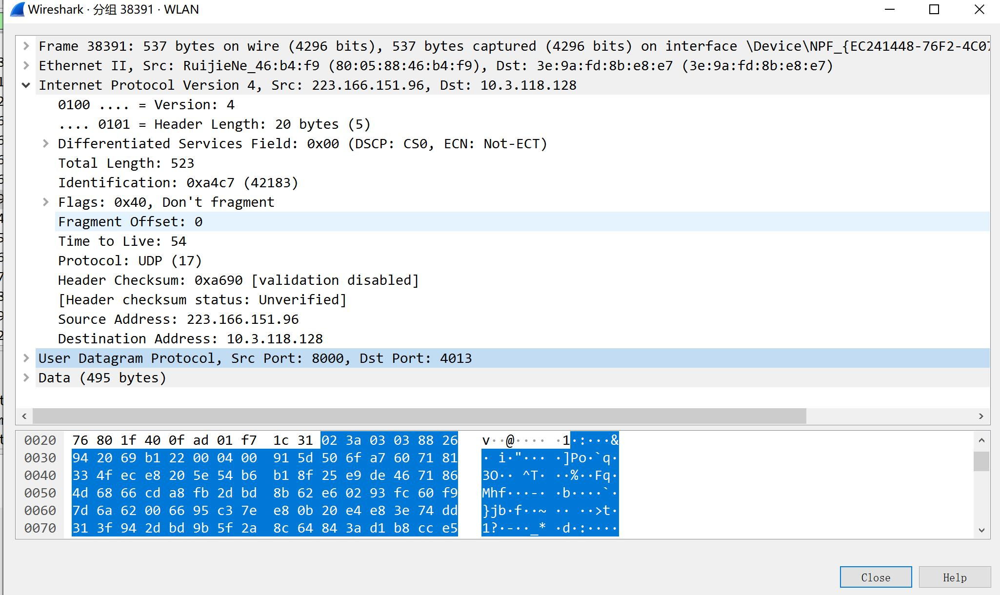 Wireshark · 分组 38391 · WLAN
Frame 38391: 537 bytes on wire (4296 bits), 537 bytes captured (4296 bits) on interface \Device\NPF_{EC241448-76F2-4C07
Ethernet II, Src: RuijieNe_46:b4:f9 (80:05:88:46:b4:f9), Dst: 3e:9a:fd:8b:e8:e7 (3e:9a:fd:8b:e8:e7)
Internet Protocol Version 4, Src: 223.166.151.96, Dst: 10.3.118.128
0100 .... = Version: 4
.... 0101 = Header Length: 20 bytes (5)
Differentiated Services Field: 0x00 (DSCP: CS0, ECN: Not-ECT)
Total Length: 523
Identification: 0xa4c7 (42183)
Flags: 0x40, Don't fragment
Fragment Offset: 0
Time to Live: 54
Protocol: UDP (17)
Header Checksum: 0xa690 [validation disabled]
[Header checksum status: Unverified]
Source Address: 223.166.151.96
Destination Address: 10.3.118.128
User Datagram Protocol, Src Port: 8000, Dst Port: 4013
Data (495 bytes)
0020 76 80 1f 40 0f ad 01 f7 1c 31 02 3a 03 03 88 26 v··@···· ·1·:···&
0030 94 20 69 b1 22 00 04 00 91 5d 50 6f a7 60 71 81 · i·"··· ·]Po·`q·
0040 33 4f ec e8 20 5e 54 b6 b1 8f 25 e9 de 46 71 86 3O·· ^T· ··%··Fq·
0050 4d 68 66 cd a8 fb 2d bd 8b 62 e6 02 93 fc 60 f9 Mhf···-· ·b····`·
0060 7d 6a 62 00 66 95 c3 7e e8 0b 20 e4 e8 3e 74 dd }jb·f··~ ·· ··>t·
0070 31 3f 94 2d bd 9b 5f 2a 8c 64 84 3a d1 b8 cc e5 1?·-··_* ·d·:····
Close Help